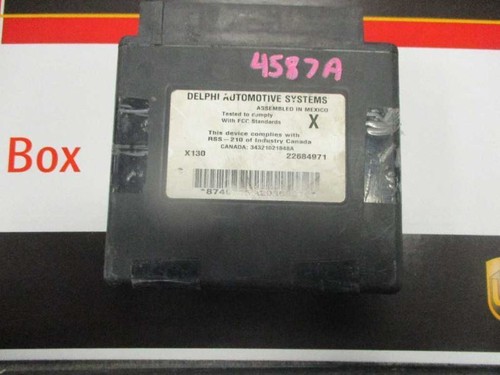 4587A
DELPHI AUTOMOTIVE SYSTEMS
ASSEMBLED IN MEXICO
Tested to comply
With FCC Standards
X
This device complies with
RSS-210 of Industry Canada
CANADA:
X130
22684971
Box